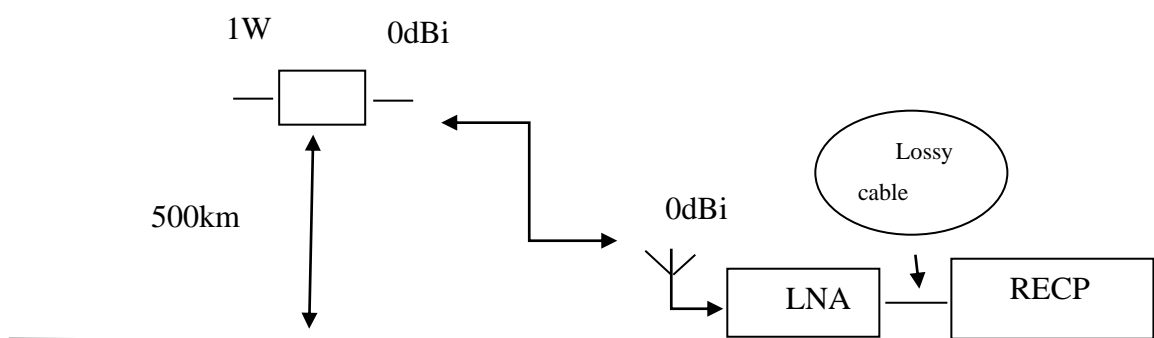 1W 0dBi
Lossy
cable
500km
0dBi
LNA
RECP